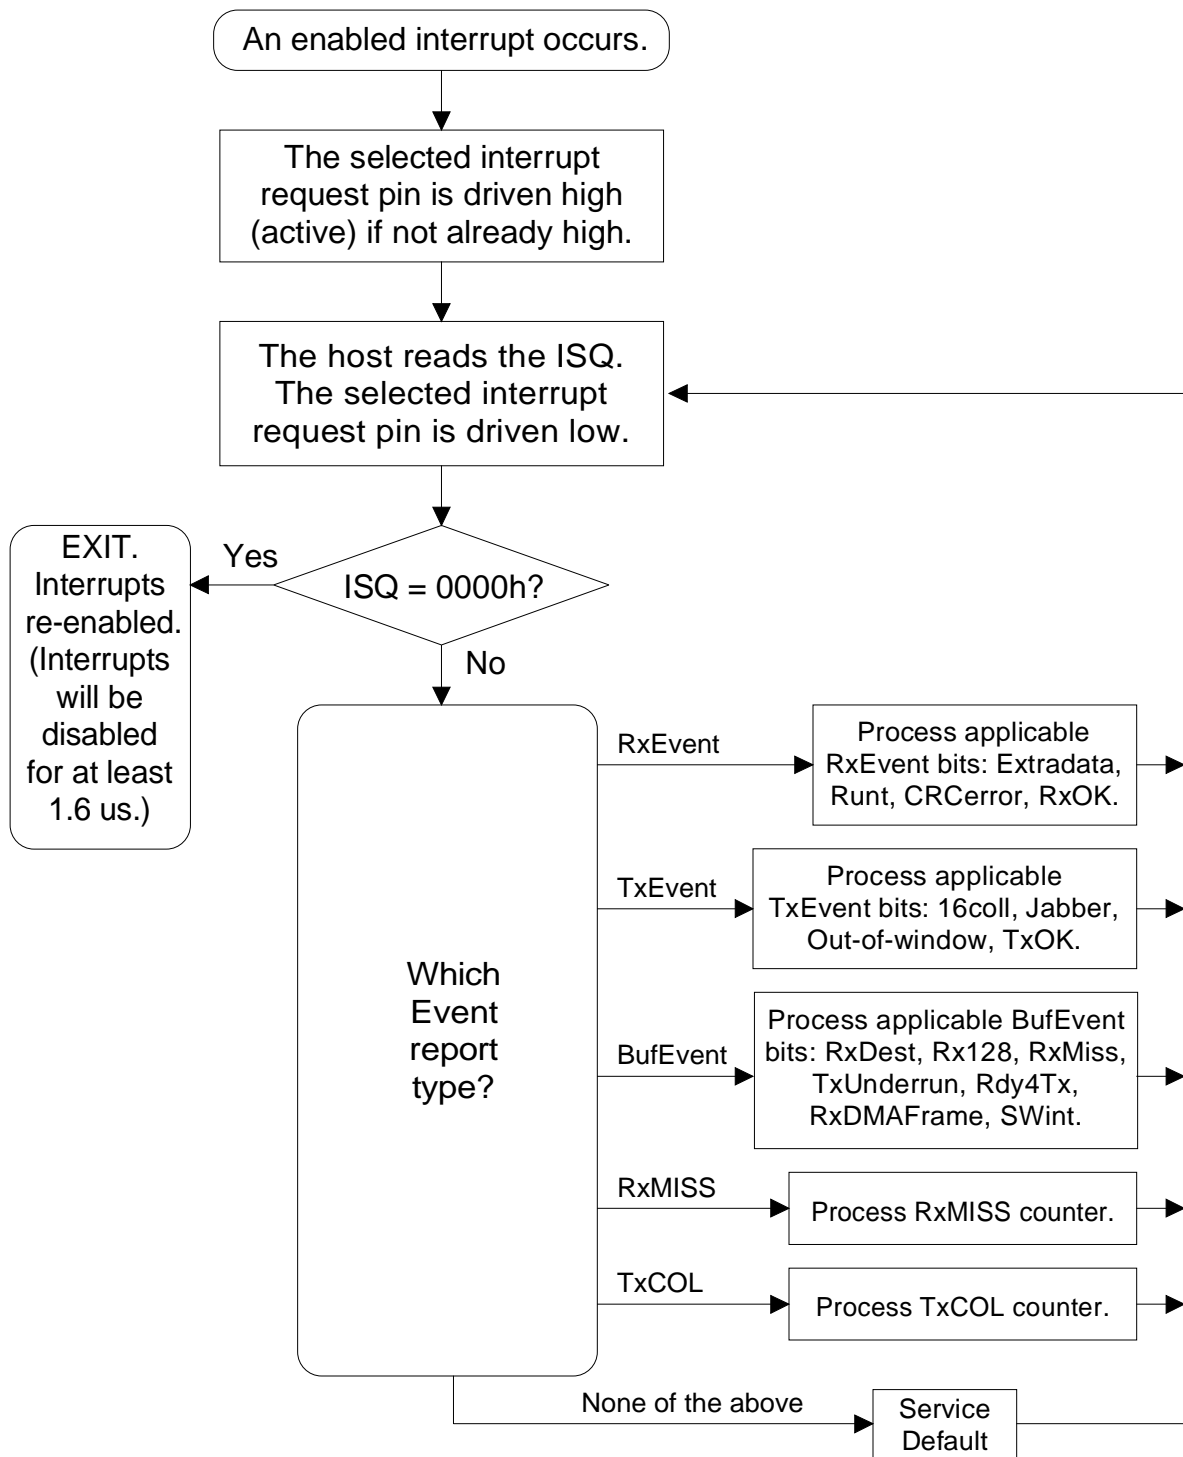 An enabled interrupt occurs.
The selected interrupt
request pin is driven high
(active) if not already high.
The host reads the ISQ.
The selected interrupt
request pin is driven low.
EXIT.
Interrupts
re-enabled.
(Interrupts
will be
disabled
for at least
1.6 us.)
Yes
ISQ = 0000h?
No
Which
Event
report
type?
RxEvent
Process applicable
RxEvent bits: Extradata,
Runt, CRCerror, RxOK.
TxEvent
Process applicable
TxEvent bits: 16coll, Jabber,
Out-of-window, TxOK.
BufEvent
Process applicable BufEvent
bits: RxDest, Rx128, RxMiss,
TxUnderrun, Rdy4Tx,
RxDMAFrame, SWint.
RxMISS
Process RxMISS counter.
TxCOL
Process TxCOL counter.
None of the above
Service
Default